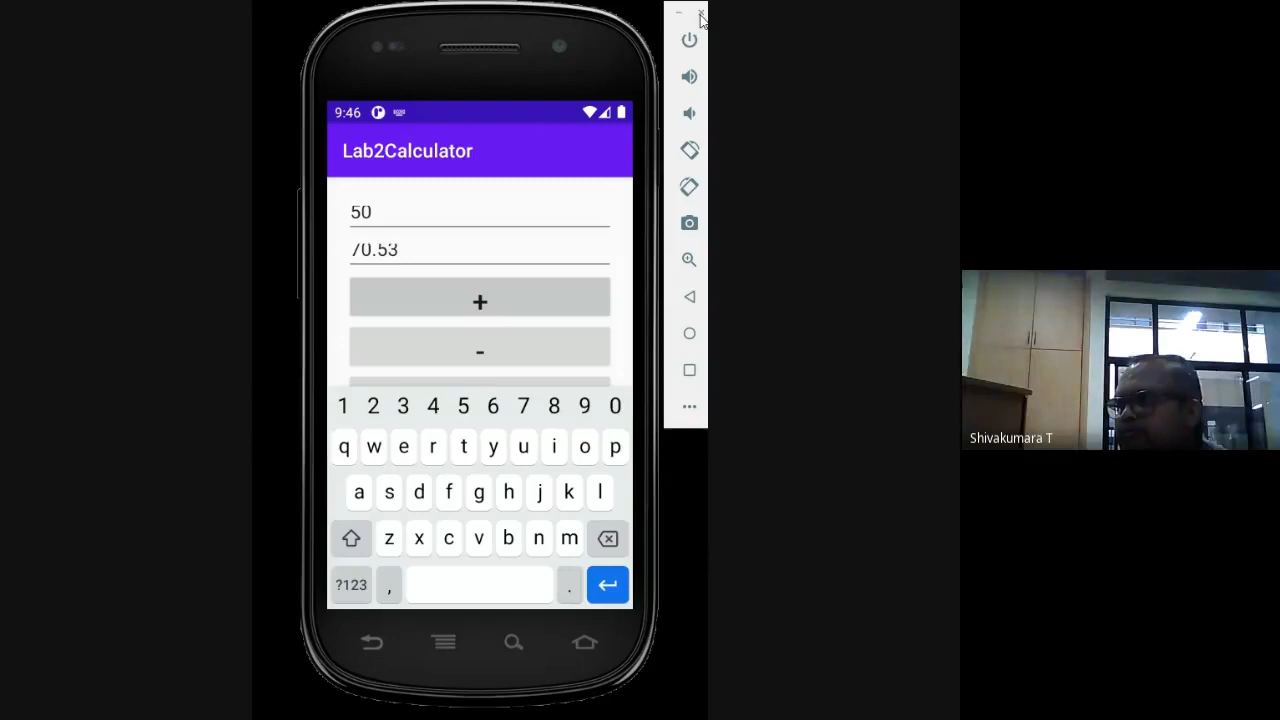 9:46
Lab2Calculator
50
70.53
+
-
1 2 3 4 5 6 7 8 9 0
q w e r t y u i o p
a s d f g h j k l
z x c v b n m
?123 , .
Shivakumara T